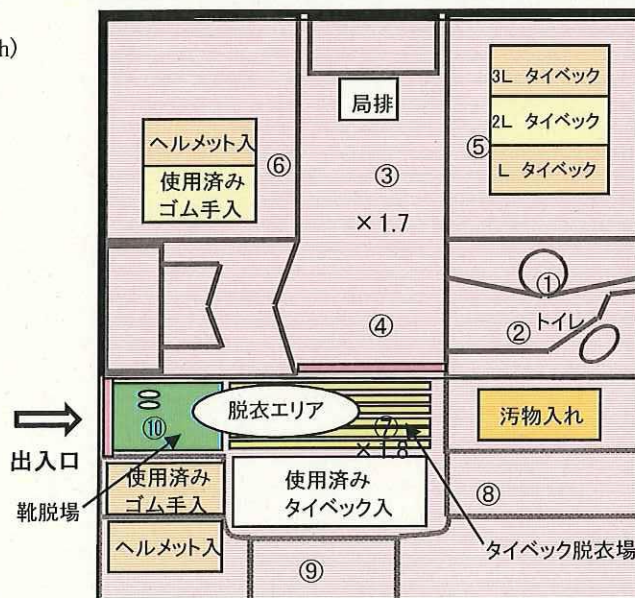 h)
局排
3L タイベック
2L タイベック
L タイベック
⑤
ヘルメット入
使用済み
ゴム手入
⑥
③
×1.7
①
④
② トイレ
脱衣エリア
⑩
⑦
×1.8
汚物入れ
出入口
靴脱場
使用済み
ゴム手入
使用済み
タイベック入
⑧
ヘルメット入
タイベック脱衣場
⑨